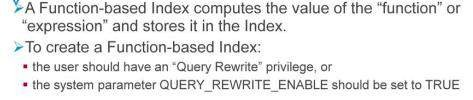 ➢A Function-based Index computes the value of the “function” or
“expression” and stores it in the Index.
➢To create a Function-based Index:
▪ the user should have an “Query Rewrite” privilege, or
▪ the system parameter QUERY_REWRITE_ENABLE should be set to TRUE